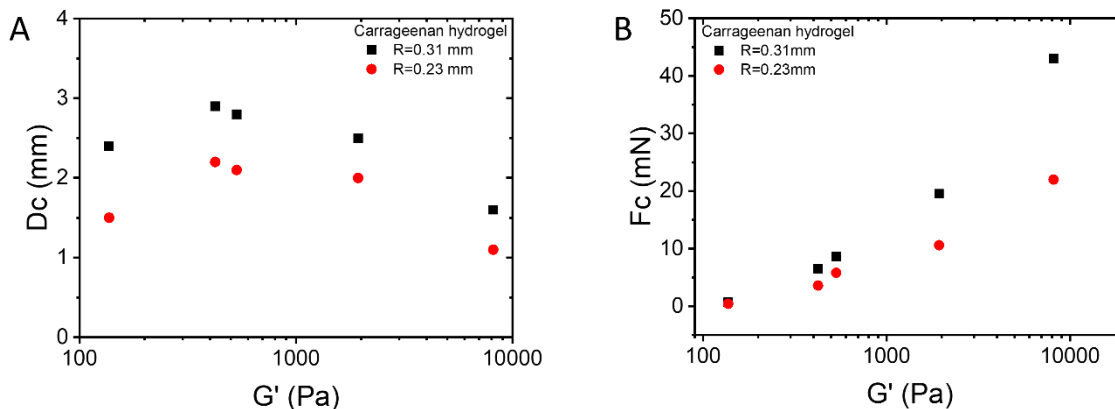 A
Carrageenan hydrogel
R=0.31 mm
R=0.23 mm
4
3
2
1
0
Dc (mm)
100
1000
10000
G' (Pa)
B
Carrageenan hydrogel
R=0.31mm
R=0.23mm
50
40
30
20
10
0
Fc (mN)
100
1000
10000
G' (Pa)